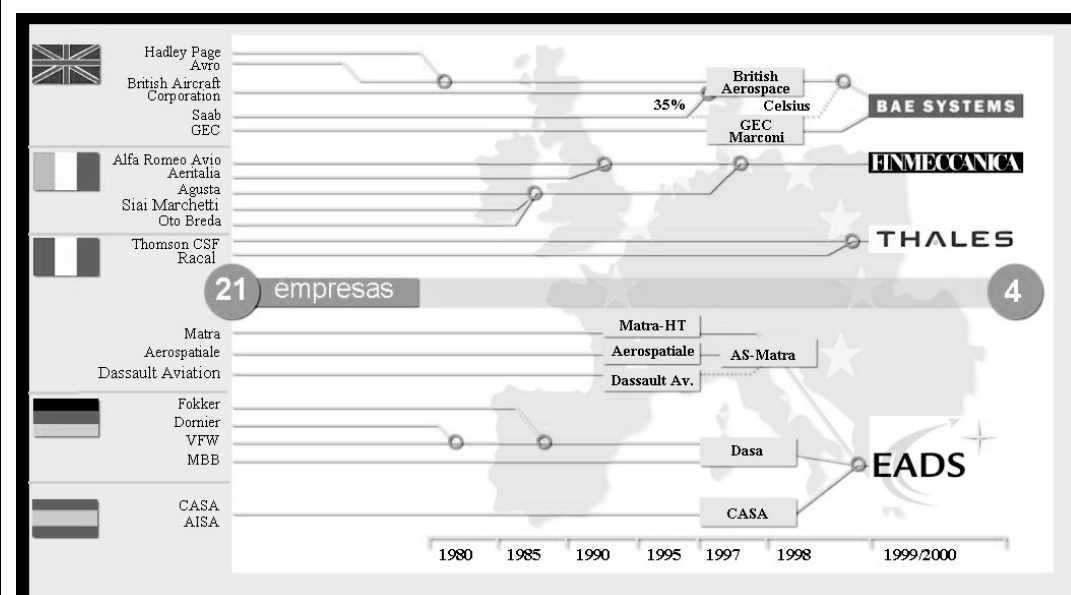 Hadley Page
Avro
British Aircraft
Corporation
Saab
GEC
35%
British
Aerospace
Celsius
GEC
Marconi
BAE SYSTEMS
Alfa Romeo Avio
Aeritalia
Agusta
Siai Marchetti
Oto Breda
FINMECCANICA
Thomson CSF
Racal
THALES
21 empresas 4
Matra
Aerospatiale
Dassault Aviation
Matra-HT
Aerospatiale
Dassault Av.
AS-Matra
Fokker
Dornier
VFW
MBB
Dasa
EADS
CASA
AISA
CASA
1980 1985 1990 1995 1997 1998 1999/2000